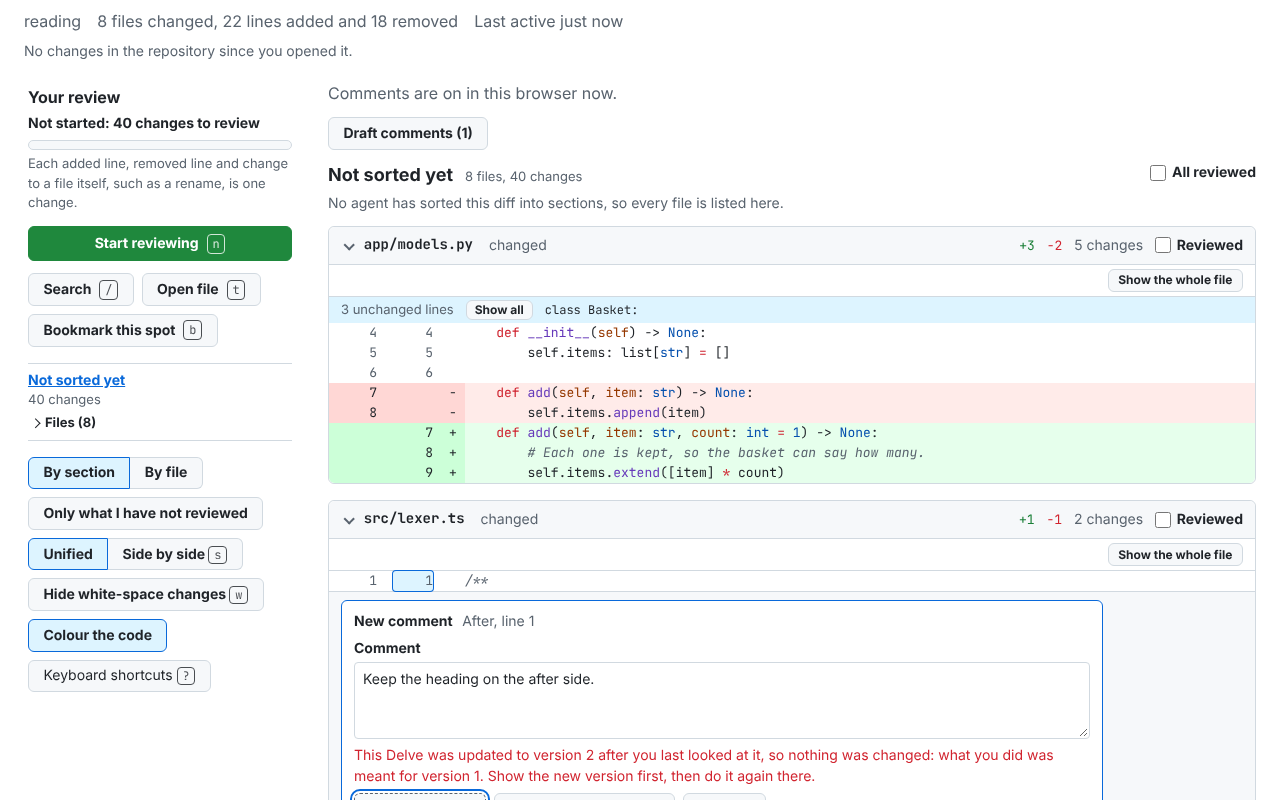 reading 8 files changed, 22 lines added and 18 removed Last active just now
No changes in the repository since you opened it.
Your review
Not started: 40 changes to review
Each added line, removed line and change
to a file itself, such as a rename, is one
change.
Start reviewing n
Search / Open file t
Bookmark this spot b
Not sorted yet
40 changes
Files (8)
By section By file
Only what I have not reviewed
Unified Side by side s
Hide white-space changes w
Colour the code
Keyboard shortcuts ?
Comments are on in this browser now.
Draft comments (1)
Not sorted yet 8 files, 40 changes All reviewed
No agent has sorted this diff into sections, so every file is listed here.
app/models.py changed +3 -2 5 changes Reviewed
Show the whole file
3 unchanged lines Show all class Basket:
4 4 def __init__(self) -> None:
5 5 self.items: list[str] = []
6 6
7 - def add(self, item: str) -> None:
8 - self.items.append(item)
7 + def add(self, item: str, count: int = 1) -> None:
8 + # Each one is kept, so the basket can say how many.
9 + self.items.extend([item] * count)
src/lexer.ts changed +1 -1 2 changes Reviewed
Show the whole file
1 1 /**
New comment After, line 1
Comment
Keep the heading on the after side.
This Delve was updated to version 2 after you last looked at it, so nothing was changed: what you did was
meant for version 1. Show the new version first, then do it again there.